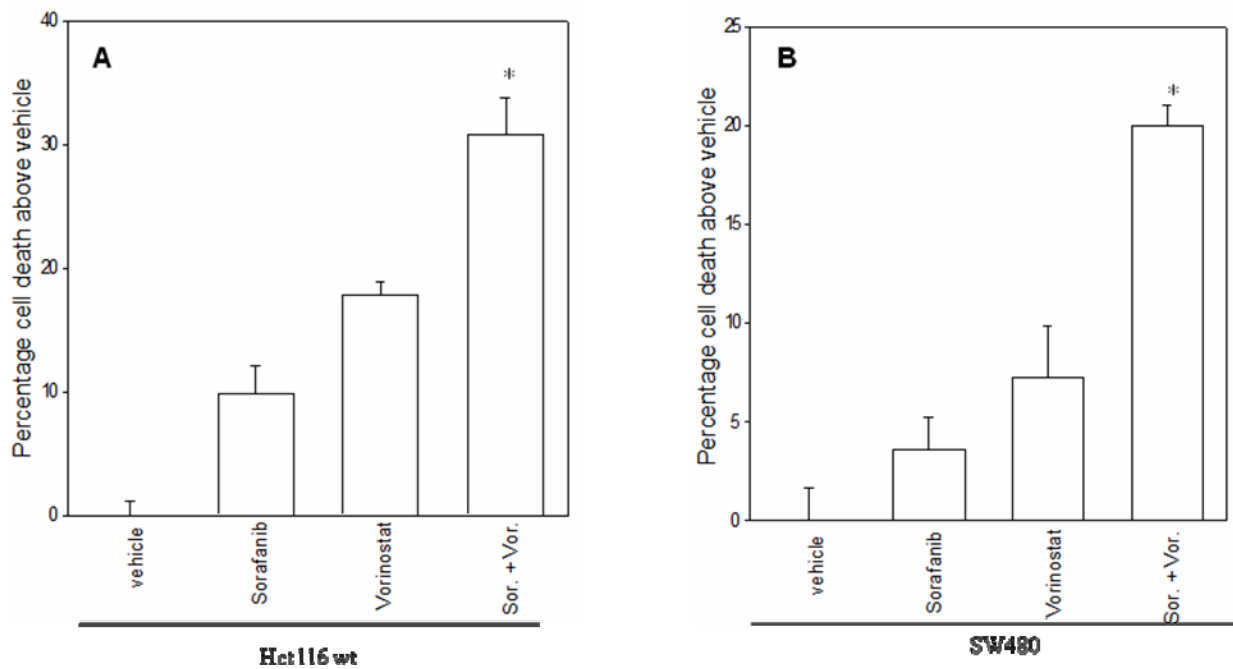 A
Percentage cell death above vehicle
40
30
20
10
0
*
vehicle
Sorafanib
Vorinostat
Sor. + Vor.
Hct116 wt
B
Percentage cell death above vehicle
25
20
15
10
5
0
*
vehicle
Sorafanib
Vorinostat
Sor. + Vor.
SW480